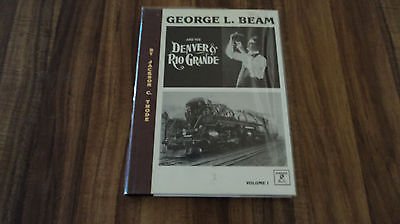 GEORGE L. BEAM
AND THE
DENVER &
RIO GRANDE
BY JACKSON C. THODE
VOLUME I